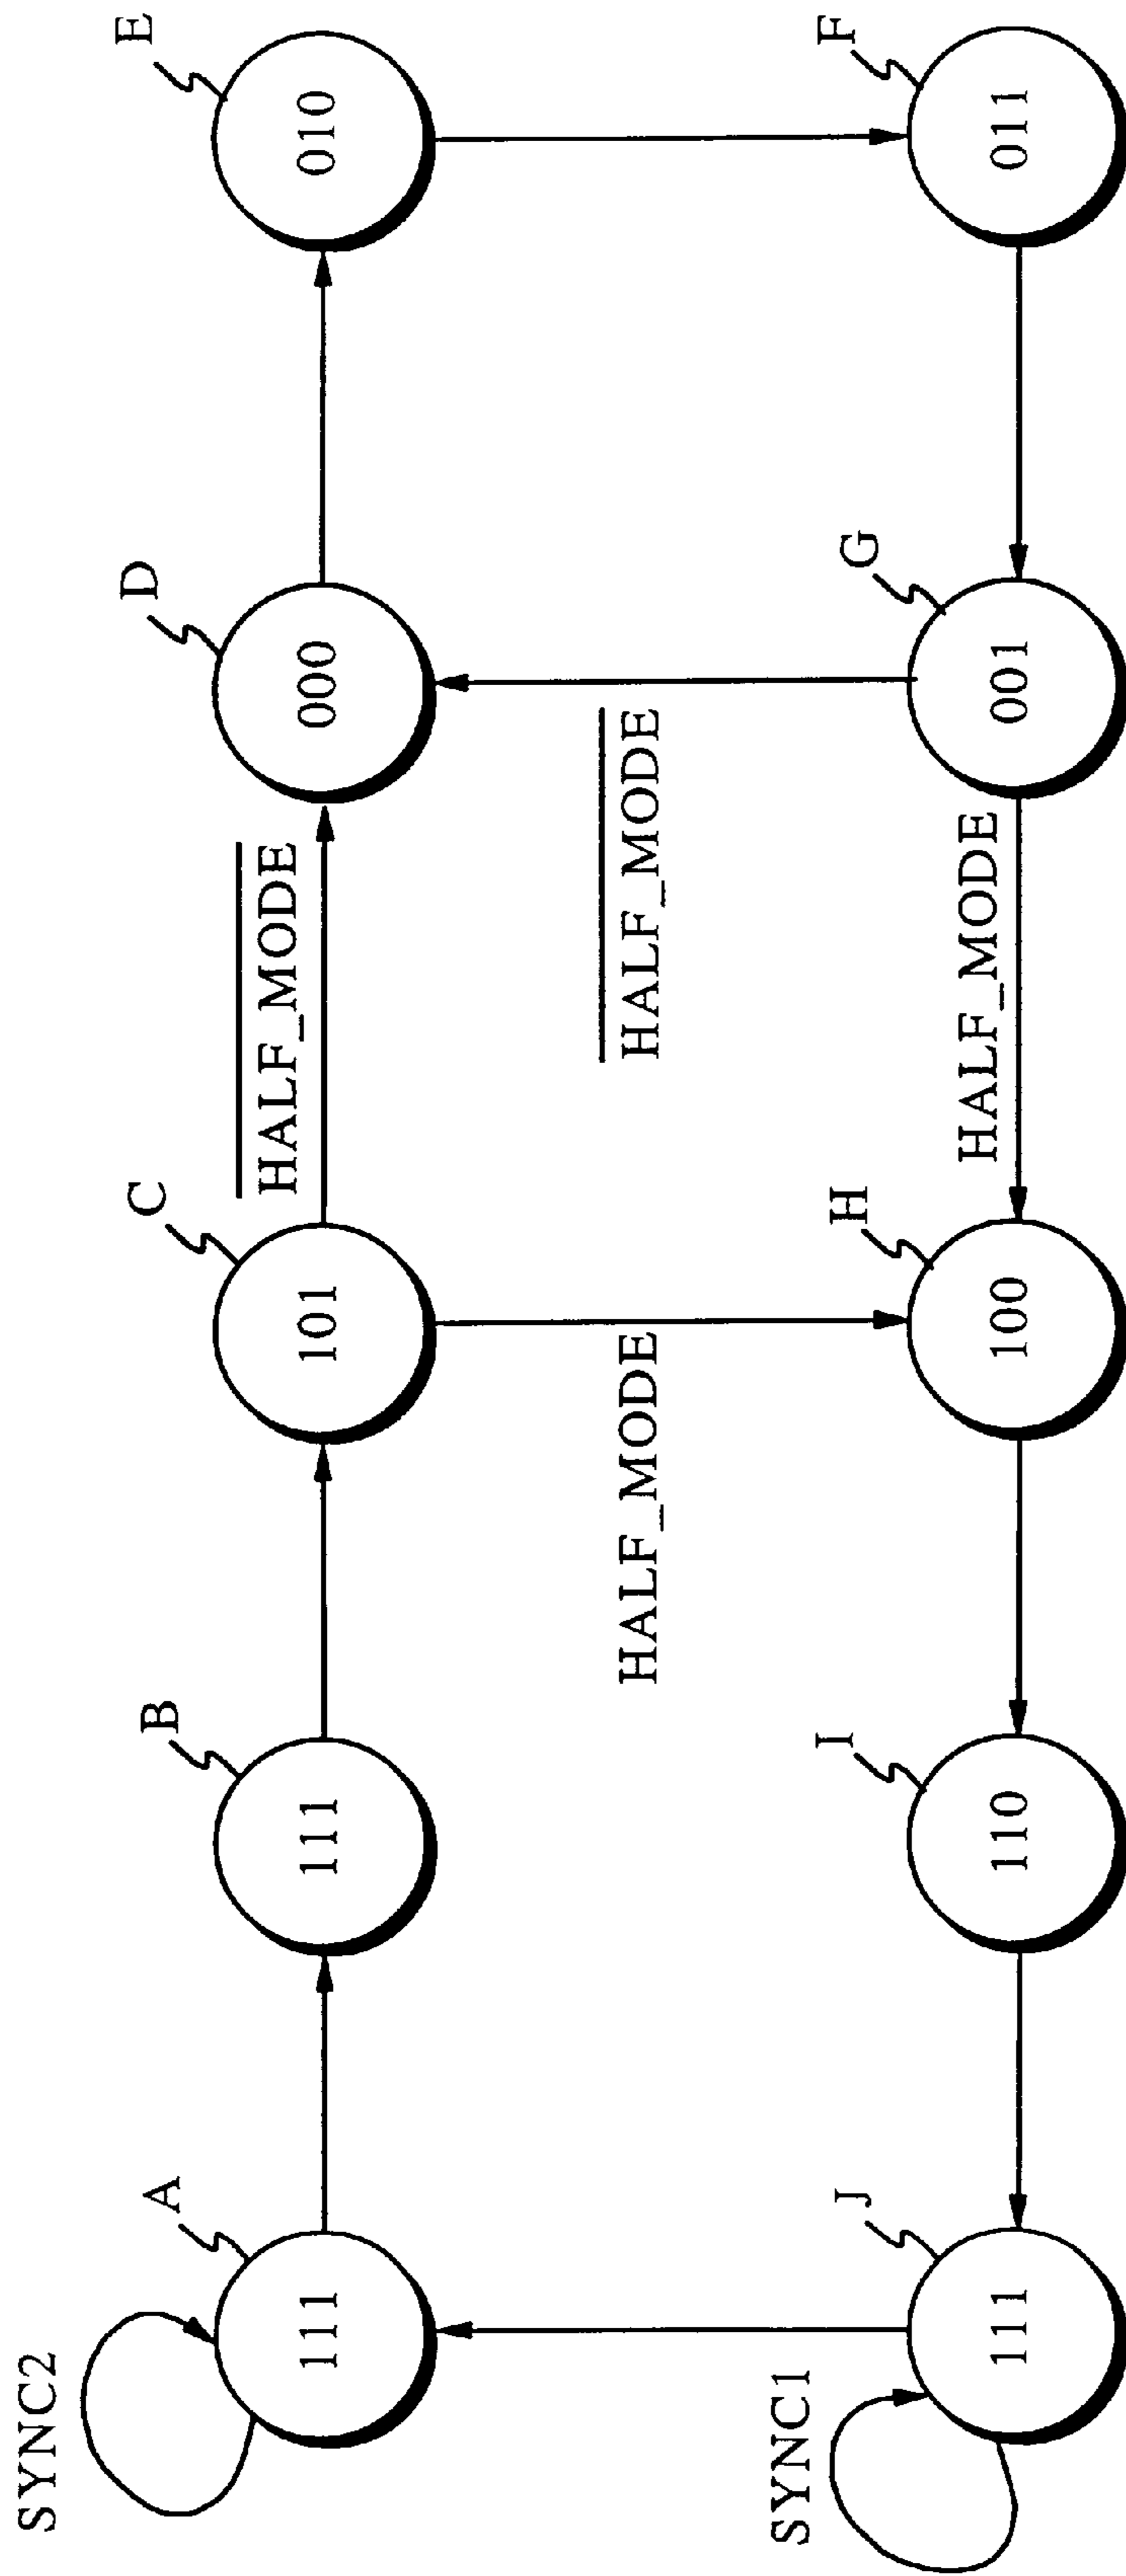 SYNC2
A
111
B
111
C
101
HALF_MODE
D
000
E
010
HALF_MODE
HALF_MODE
SYNC1
J
111
I
110
H
100
HALF_MODE
G
001
F
011